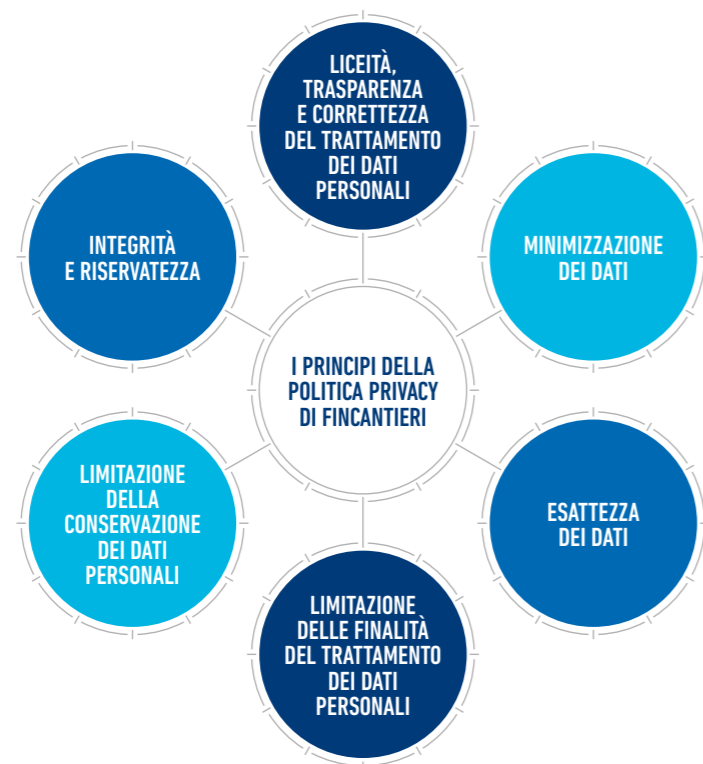 LICEITÀ,
TRASPARENZA
E CORRETTEZZA
DEL TRATTAMENTO
DEI DATI
PERSONALI
INTEGRITÀ
E RISERVATEZZA
MINIMIZZAZIONE
DEI DATI
I PRINCIPI DELLA
POLITICA PRIVACY
DI FINCANTIERI
LIMITAZIONE
DELLA
CONSERVAZIONE
DEI DATI
PERSONALI
ESATTEZZA
DEI DATI
LIMITAZIONE
DELLE FINALITÀ
DEL TRATTAMENTO
DEI DATI
PERSONALI